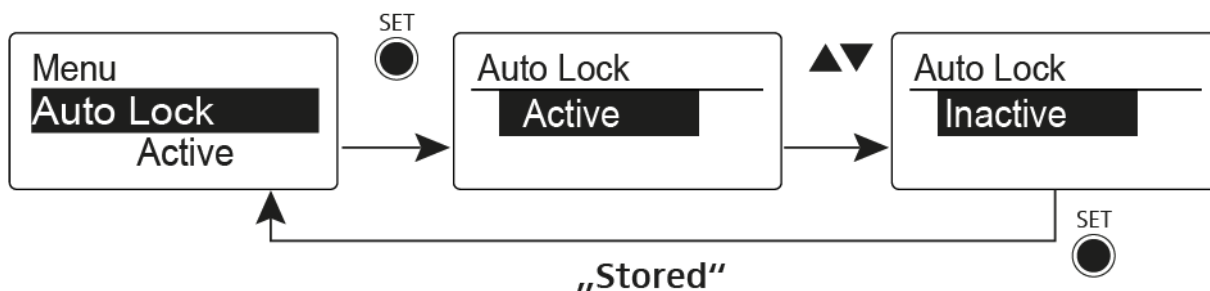 SET
Menu
Auto Lock
Active
Auto Lock
Active
▲▼
Auto Lock
Inactive
SET
„Stored“